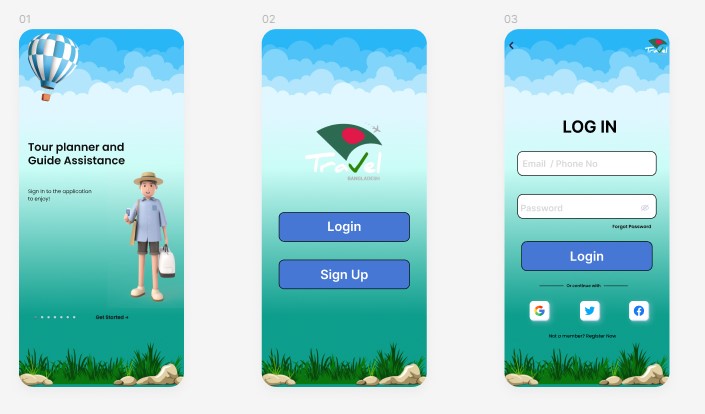 01
Tour planner and
Guide Assistance
Sign In to the application
to enjoy!
Get Started
02
Travel
BANGLADESH
Login
Sign Up
03
Travel
LOG IN
Email / Phone No
Password
Forgot Password
Login
Or continue with
Not a member? Register Now